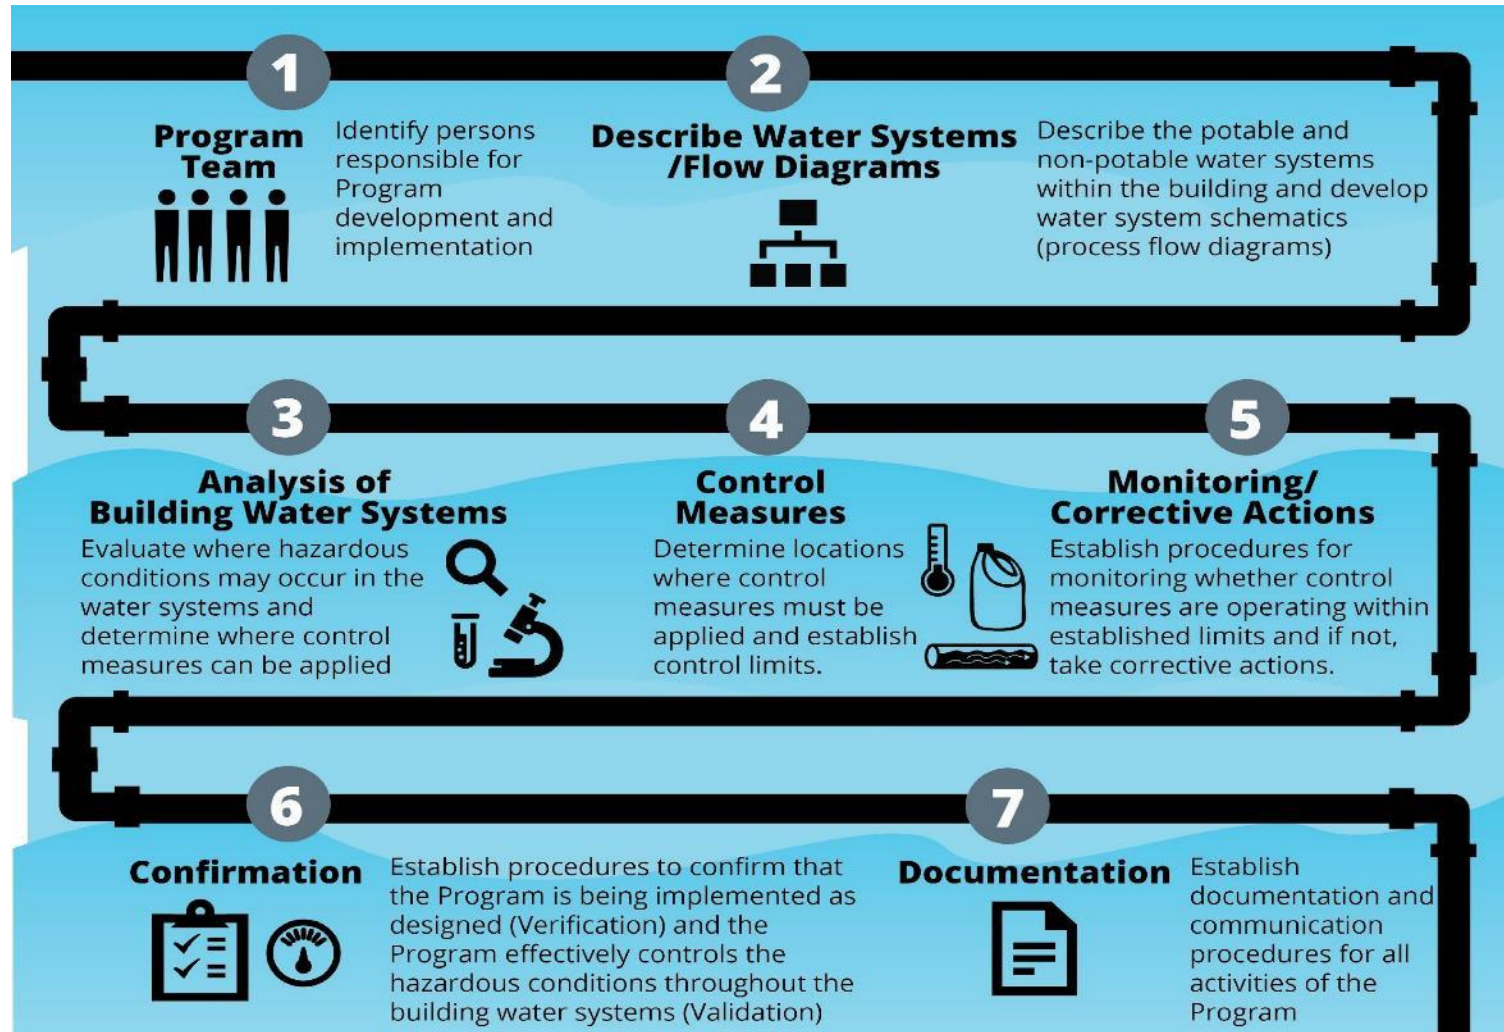 1
Program
Team
Identify persons
responsible for
Program
development and
implementation
2
Describe Water Systems
/Flow Diagrams
Describe the potable and
non-potable water systems
within the building and develop
water system schematics
(process flow diagrams)
3
Analysis of
Building Water Systems
Evaluate where hazardous
conditions may occur in the
water systems and
determine where control
measures can be applied
4
Control
Measures
Determine locations
where control
measures must be
applied and establish
control limits.
5
Monitoring/
Corrective Actions
Establish procedures for
monitoring whether control
measures are operating within
established limits and if not,
take corrective actions.
6
Confirmation
Establish procedures to confirm that
the Program is being implemented as
designed (Verification) and the
Program effectively controls the
hazardous conditions throughout the
building water systems (Validation)
7
Documentation
Establish
documentation and
communication
procedures for all
activities of the
Program